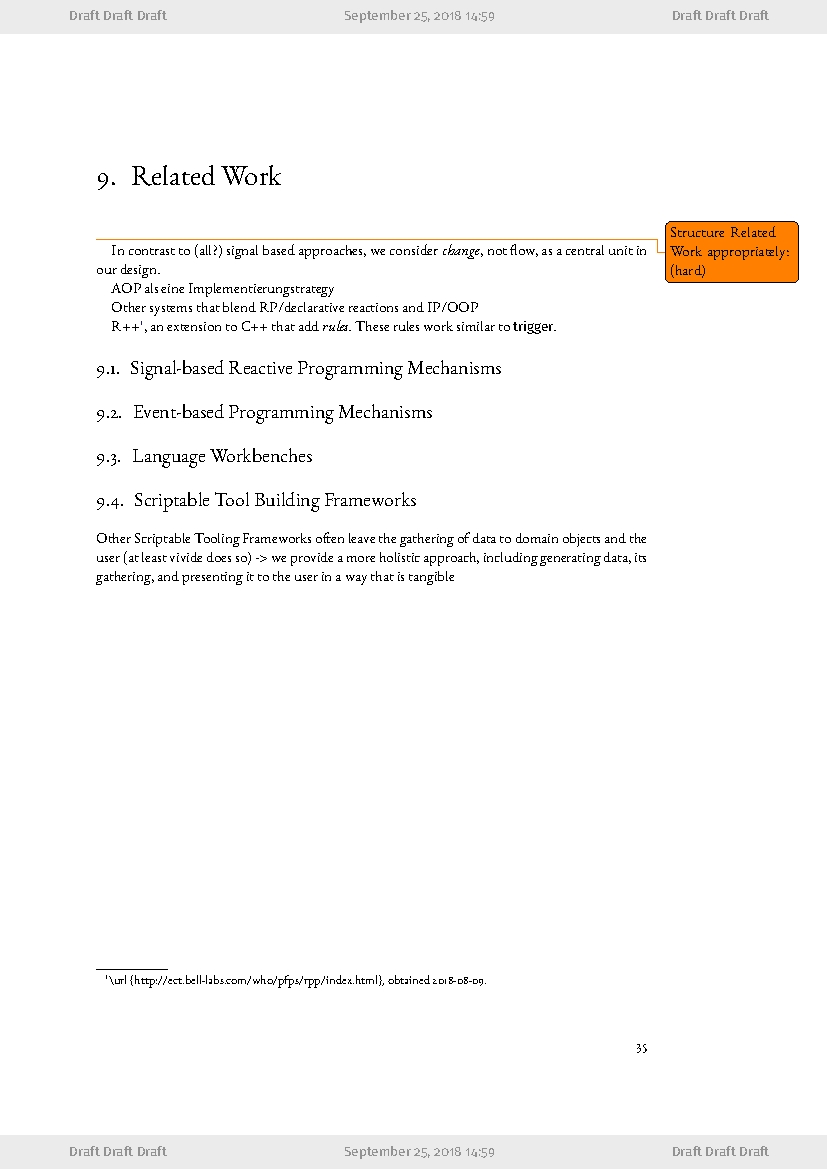 Draft Draft Draft September 25, 2018 14:59 Draft Draft Draft
9. Related Work
Structure Related
Work appropriately:
(hard)
In contrast to (all?) signal based approaches, we consider change, not flow, as a central unit in
our design.
AOP als eine Implementierungstrategy
Other systems that blend RP/declarative reactions and IP/OOP
R++¹, an extension to C++ that add rules. These rules work similar to trigger.
9.1. Signal-based Reactive Programming Mechanisms
9.2. Event-based Programming Mechanisms
9.3. Language Workbenches
9.4. Scriptable Tool Building Frameworks
Other Scriptable Tooling Frameworks often leave the gathering of data to domain objects and the
user (at least vivide does so) -> we provide a more holistic approach, including generating data, its
gathering, and presenting it to the user in a way that is tangible
¹\url {http://ect.bell-labs.com/who/pfps/rpp/index.html}, obtained 2018-08-09.
35
Draft Draft Draft September 25, 2018 14:59 Draft Draft Draft